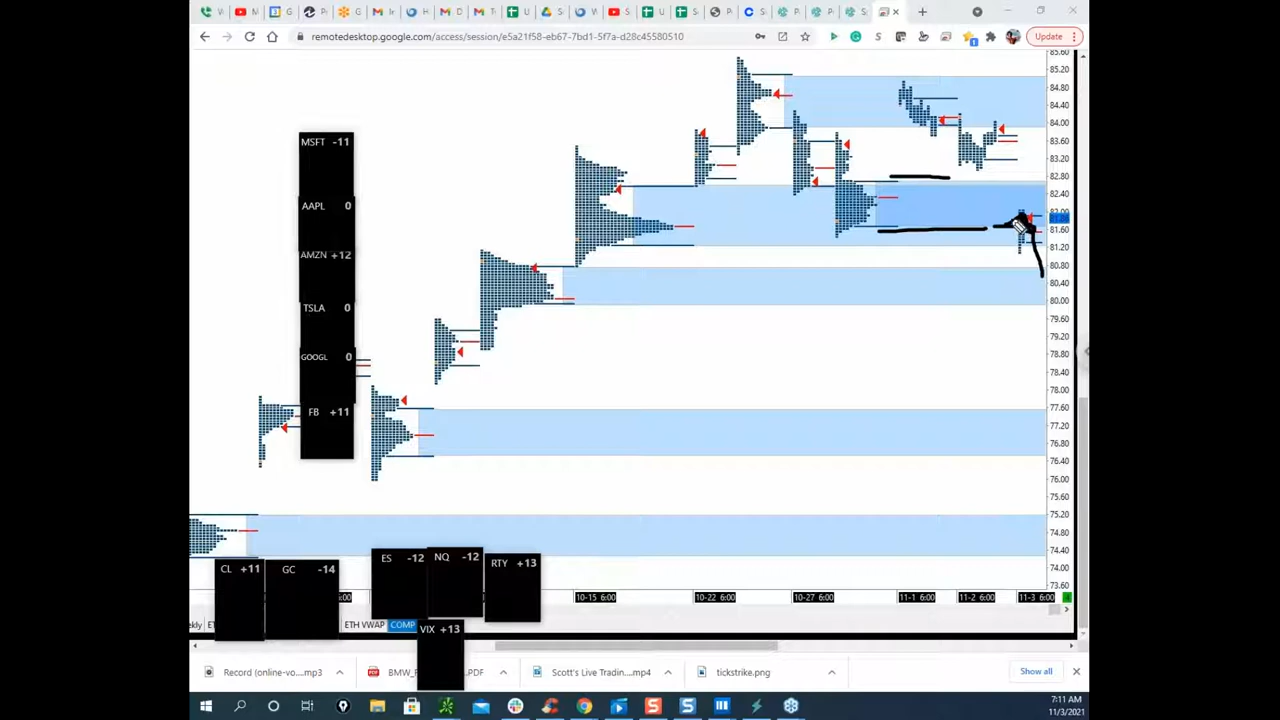 remotedesktop.google.com/access/session/e5a21f58-eb67-7bd1-5f7a-d28c45580510
Update
85.60
85.20
84.80
84.40
84.00
83.60
83.20
82.80
82.40
82.00
81.60
81.20
80.80
80.40
80.00
79.60
79.20
78.80
78.40
78.00
77.60
77.20
76.80
76.40
76.00
75.60
75.20
74.80
74.40
74.00
73.60
MSFT -11
AAPL 0
AMZN +12
TSLA 0
GOOGL 0
FB +11
CL +11
GC -14
ES -12
NQ -12
RTY +13
VIX +13
10-15 6:00
10-22 6:00
10-27 6:00
11-1 6:00
11-2 6:00
11-3 6:00
ETH VWAP
COMP
Record (online-vo....mp3
BMW_
.PDF
Scott's Live Tradin....mp4
tickstrike.png
Show all
7:11 AM
11/3/2021